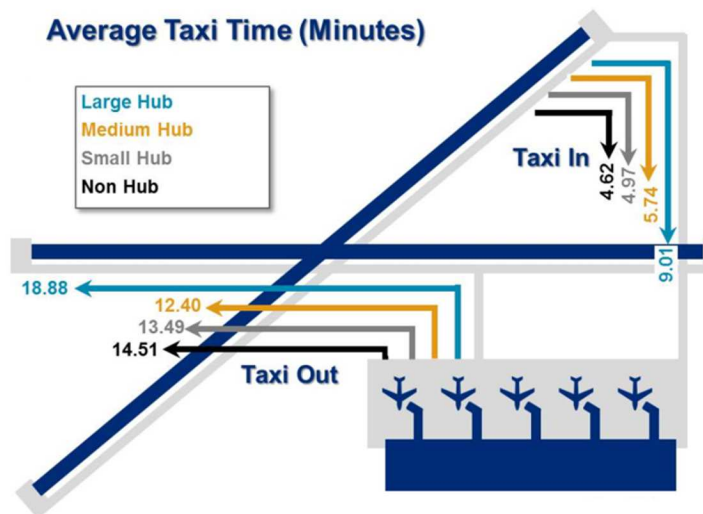 Average Taxi Time (Minutes)
Large Hub
Medium Hub
Small Hub
Non Hub
Taxi In
4.62
4.97
5.74
9.01
18.88
12.40
13.49
14.51
Taxi Out